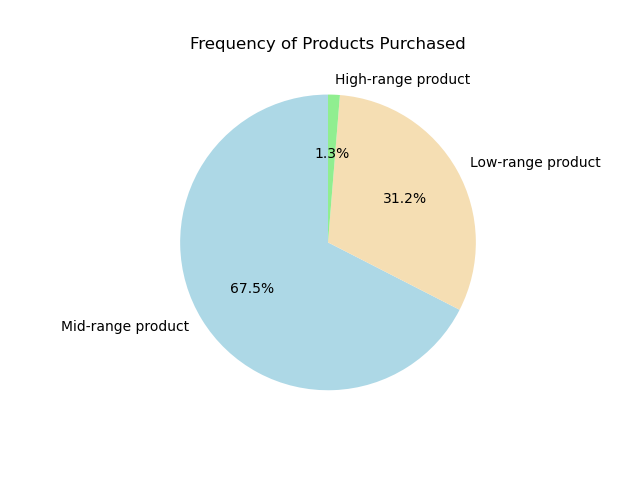 Frequency of Products Purchased
High-range product
1.3%
Low-range product
31.2%
67.5%
Mid-range product